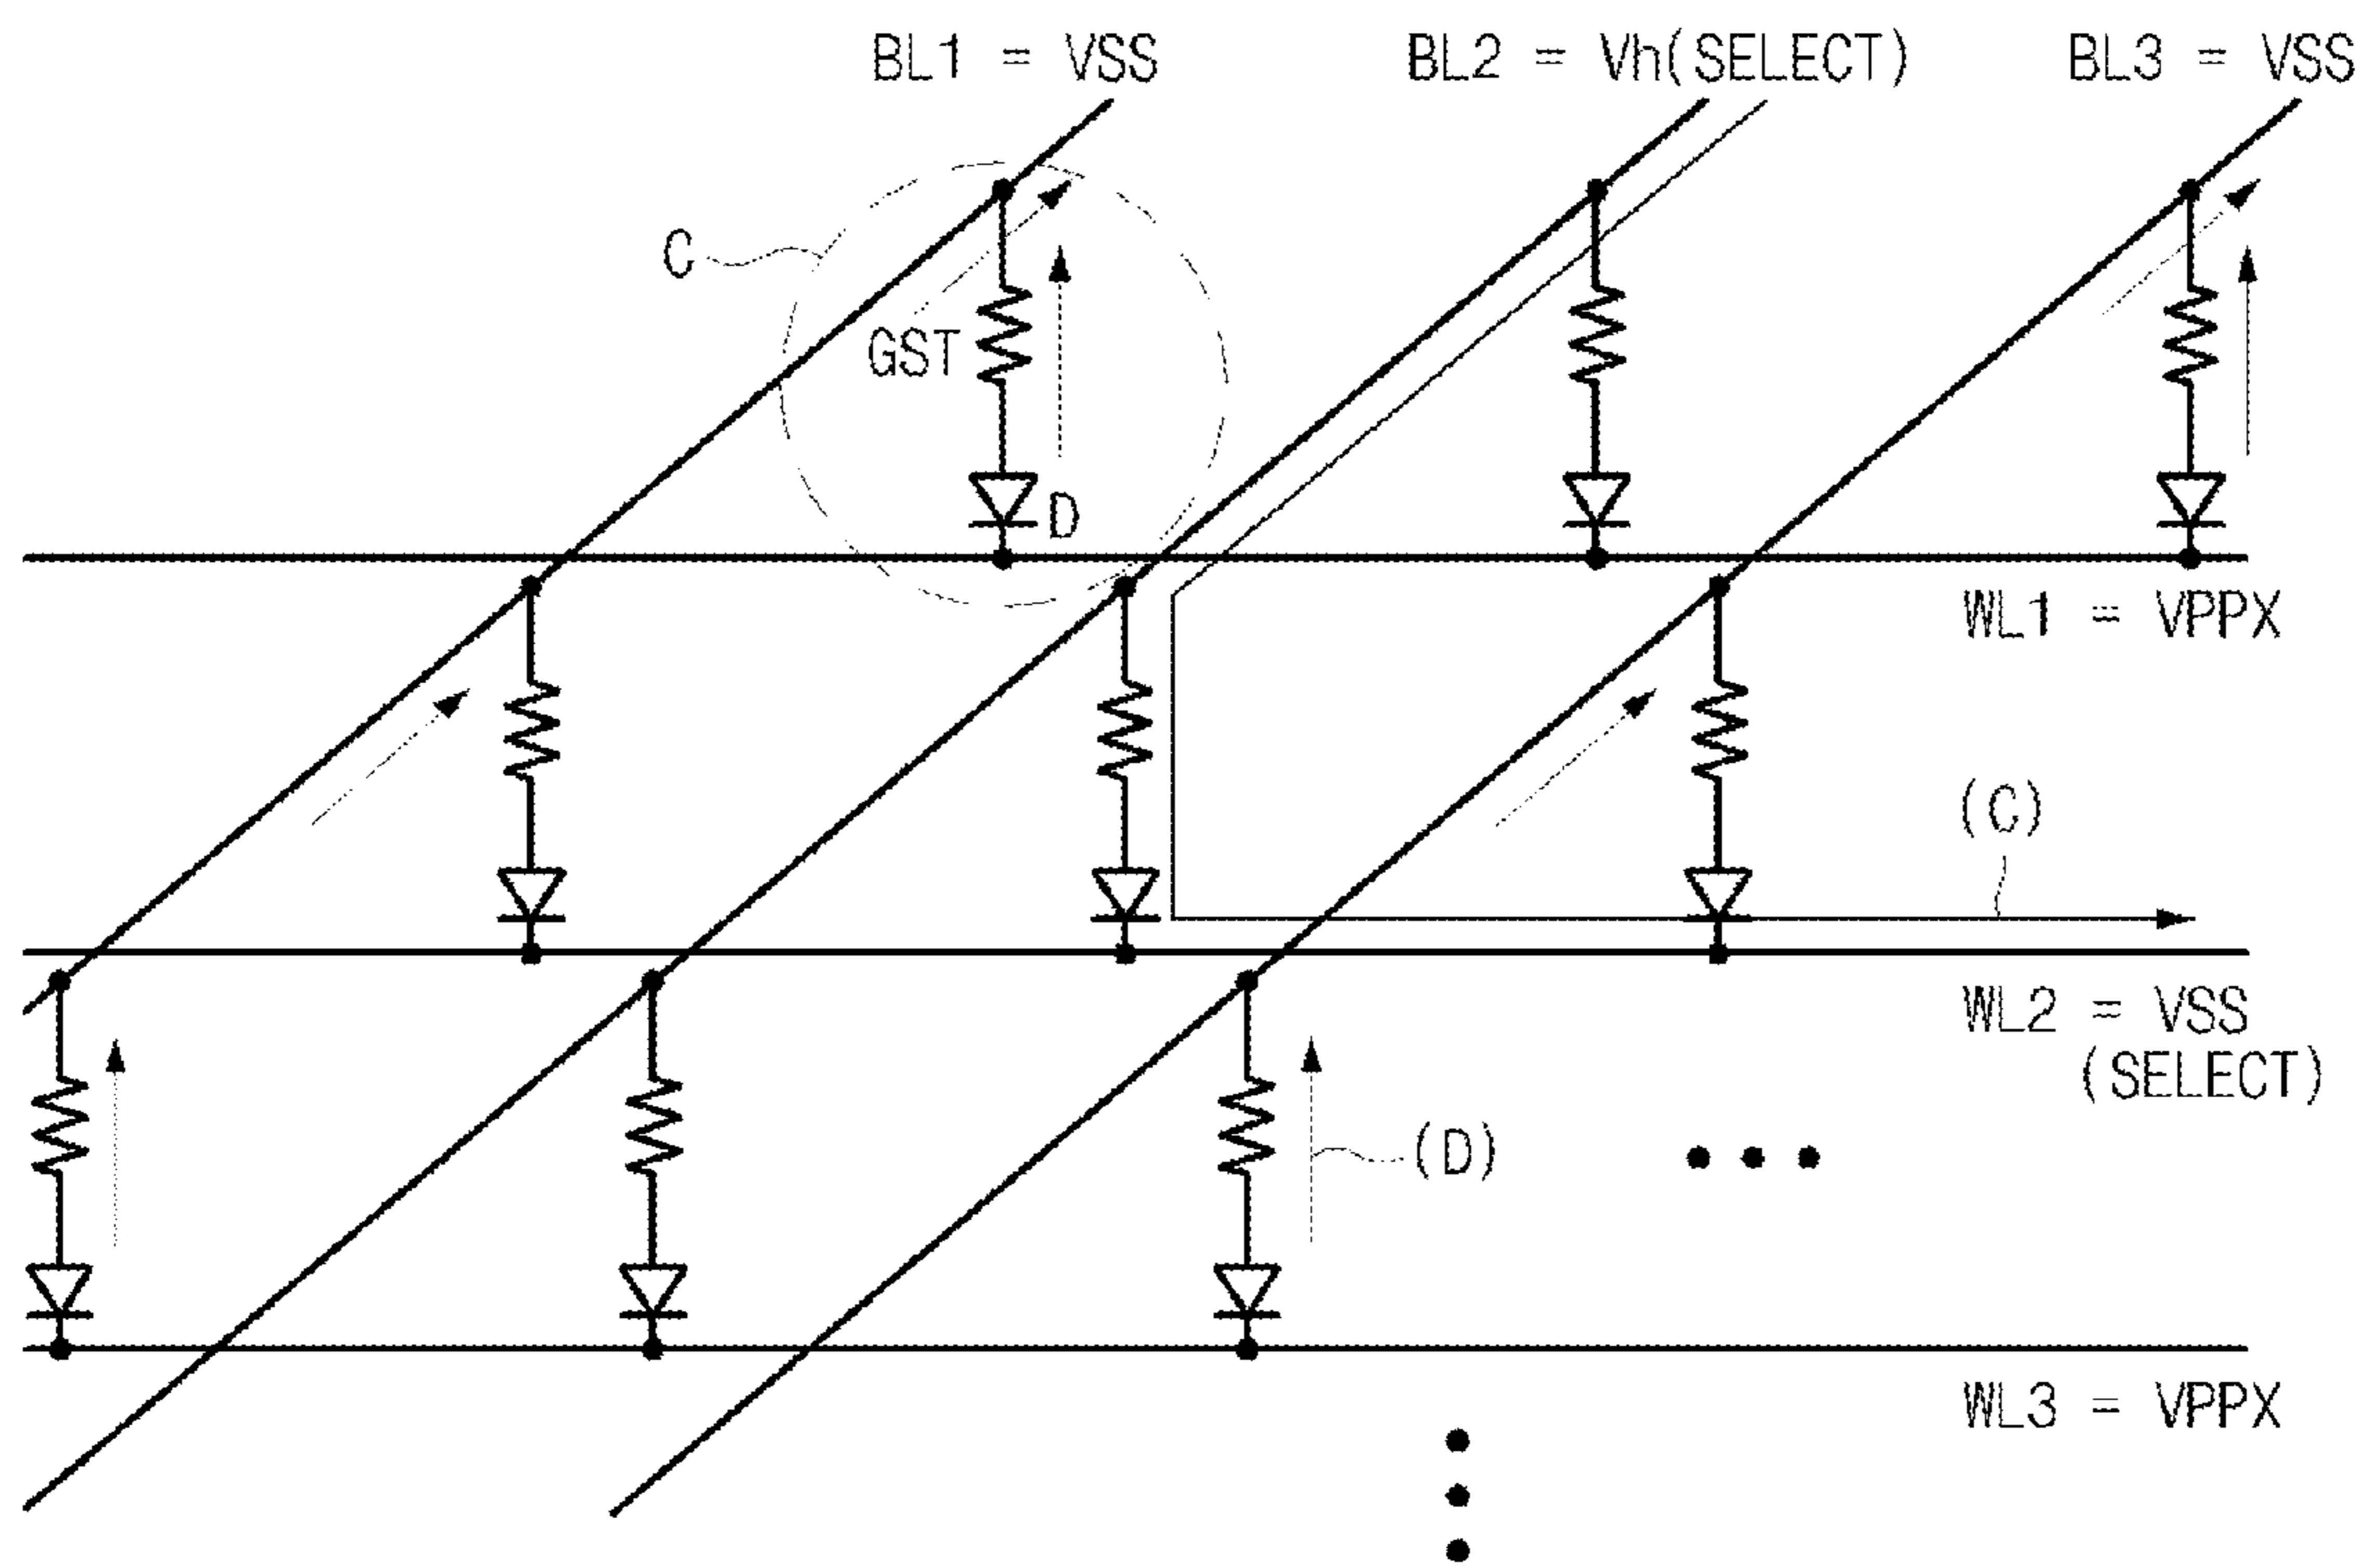 BL1 = VSS
BL2 = Vh(SELECT)
BL3 = VSS
C
GST
D
WL1 = VPPX
(C)
WL2 = VSS
(SELECT)
(D)
WL3 = VPPX